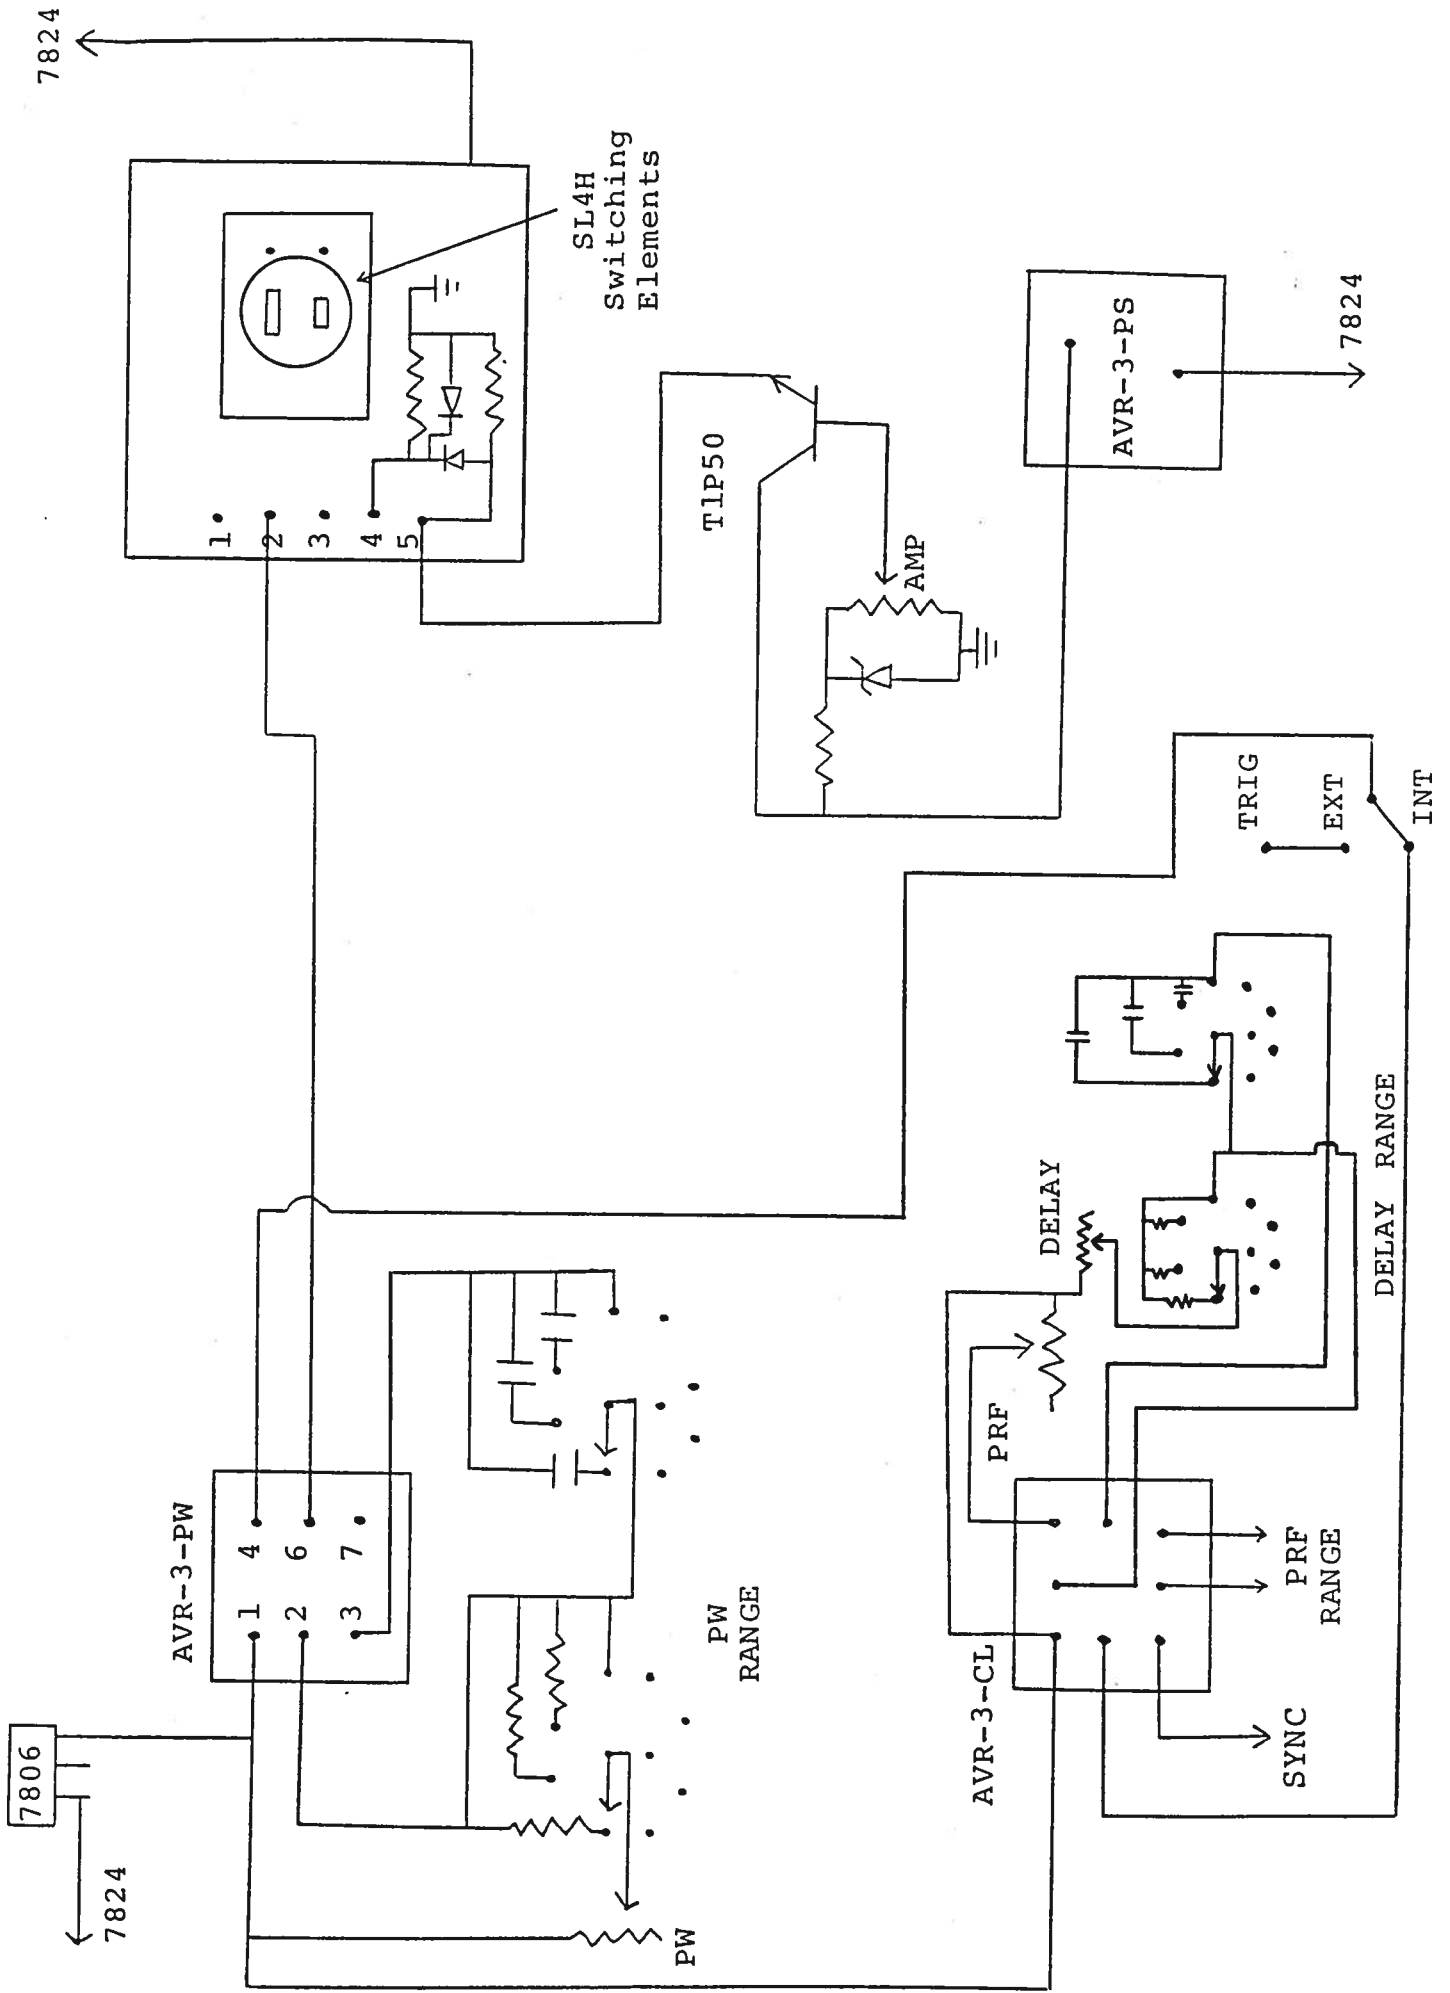 7806
7824
AVR-3-PW
1 4
2 6
3 7
PW
PW
RANGE
7824
1
2
3
4
5
SL4H
Switching
Elements
T1P50
AMP
AVR-3-PS
7824
AVR-3-CL
PRF
DELAY
SYNC
PRF
RANGE
DELAY RANGE
TRIG
EXT
INT